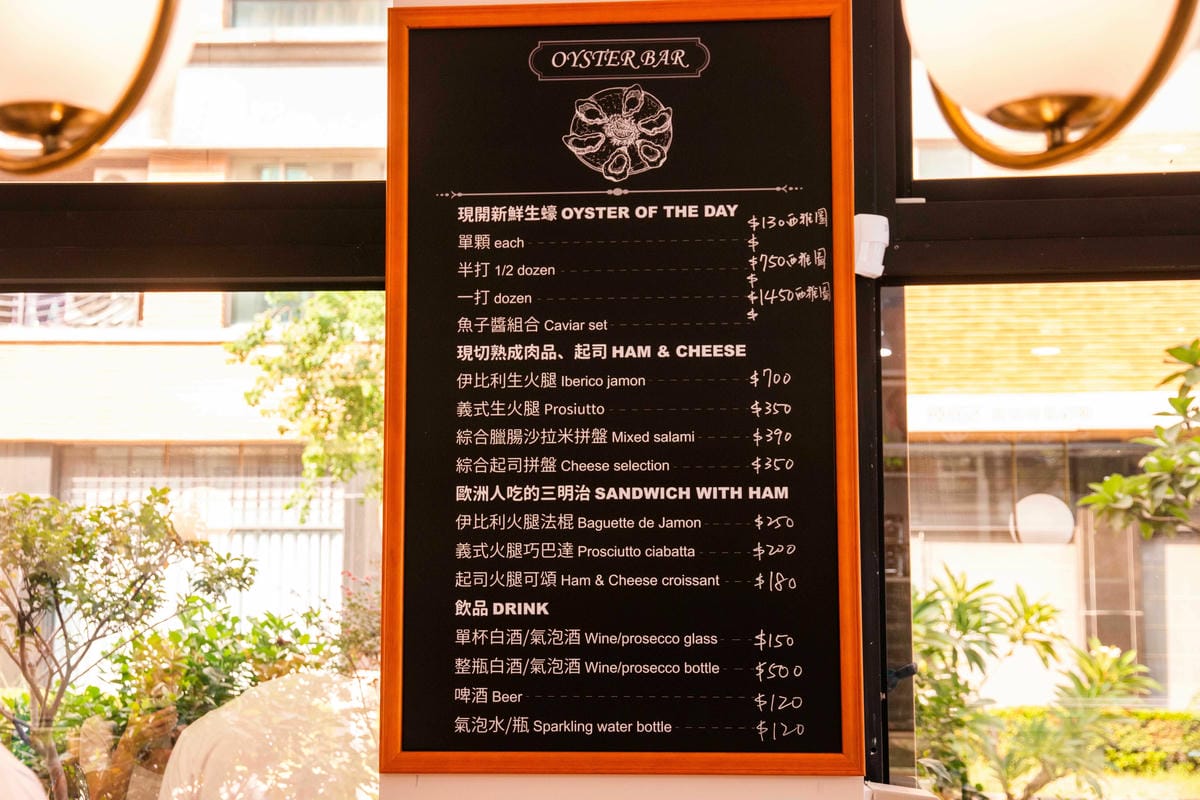 OYSTER BAR
現開新鮮生蠔 OYSTER OF THE DAY
$130西雅圖
單顆 each $
$750西雅圖
半打 1/2 dozen $
一打 dozen $1450西雅圖
$
魚子醬組合 Caviar set
現切熟成肉品、起司 HAM & CHEESE
伊比利生火腿 Iberico jamon $700
義式生火腿 Prosiutto $350
綜合臘腸沙拉米拼盤 Mixed salami $390
綜合起司拼盤 Cheese selection $350
歐洲人吃的三明治 SANDWICH WITH HAM
伊比利火腿法棍 Baguette de Jamon $250
義式火腿巧巴達 Prosciutto ciabatta $200
起司火腿可頌 Ham & Cheese croissant $180
飲品 DRINK
單杯白酒/氣泡酒 Wine/prosecco glass $150
整瓶白酒/氣泡酒 Wine/prosecco bottle $500
啤酒 Beer $120
氣泡水/瓶 Sparkling water bottle $120